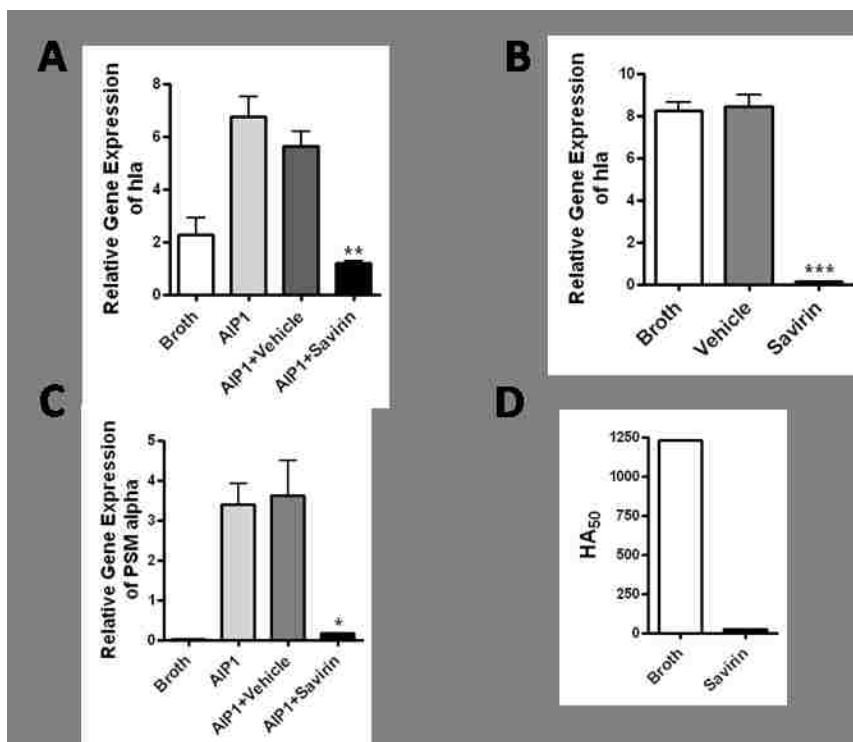 A
Relative Gene Expression
of hla
8
6
4
2
0
Broth
AIP1
AIP1+Vehicle
**
AIP1+Savirin
B
Relative Gene Expression
of hla
10
8
6
4
2
0
Broth
Vehicle
***
Savirin
C
Relative Gene Expression
of PSM alpha
5
4
3
2
1
0
Broth
AIP1
AIP1+Vehicle
*
AIP1+Savirin
D
HA50
1250
1000
750
500
250
0
Broth
Savirin